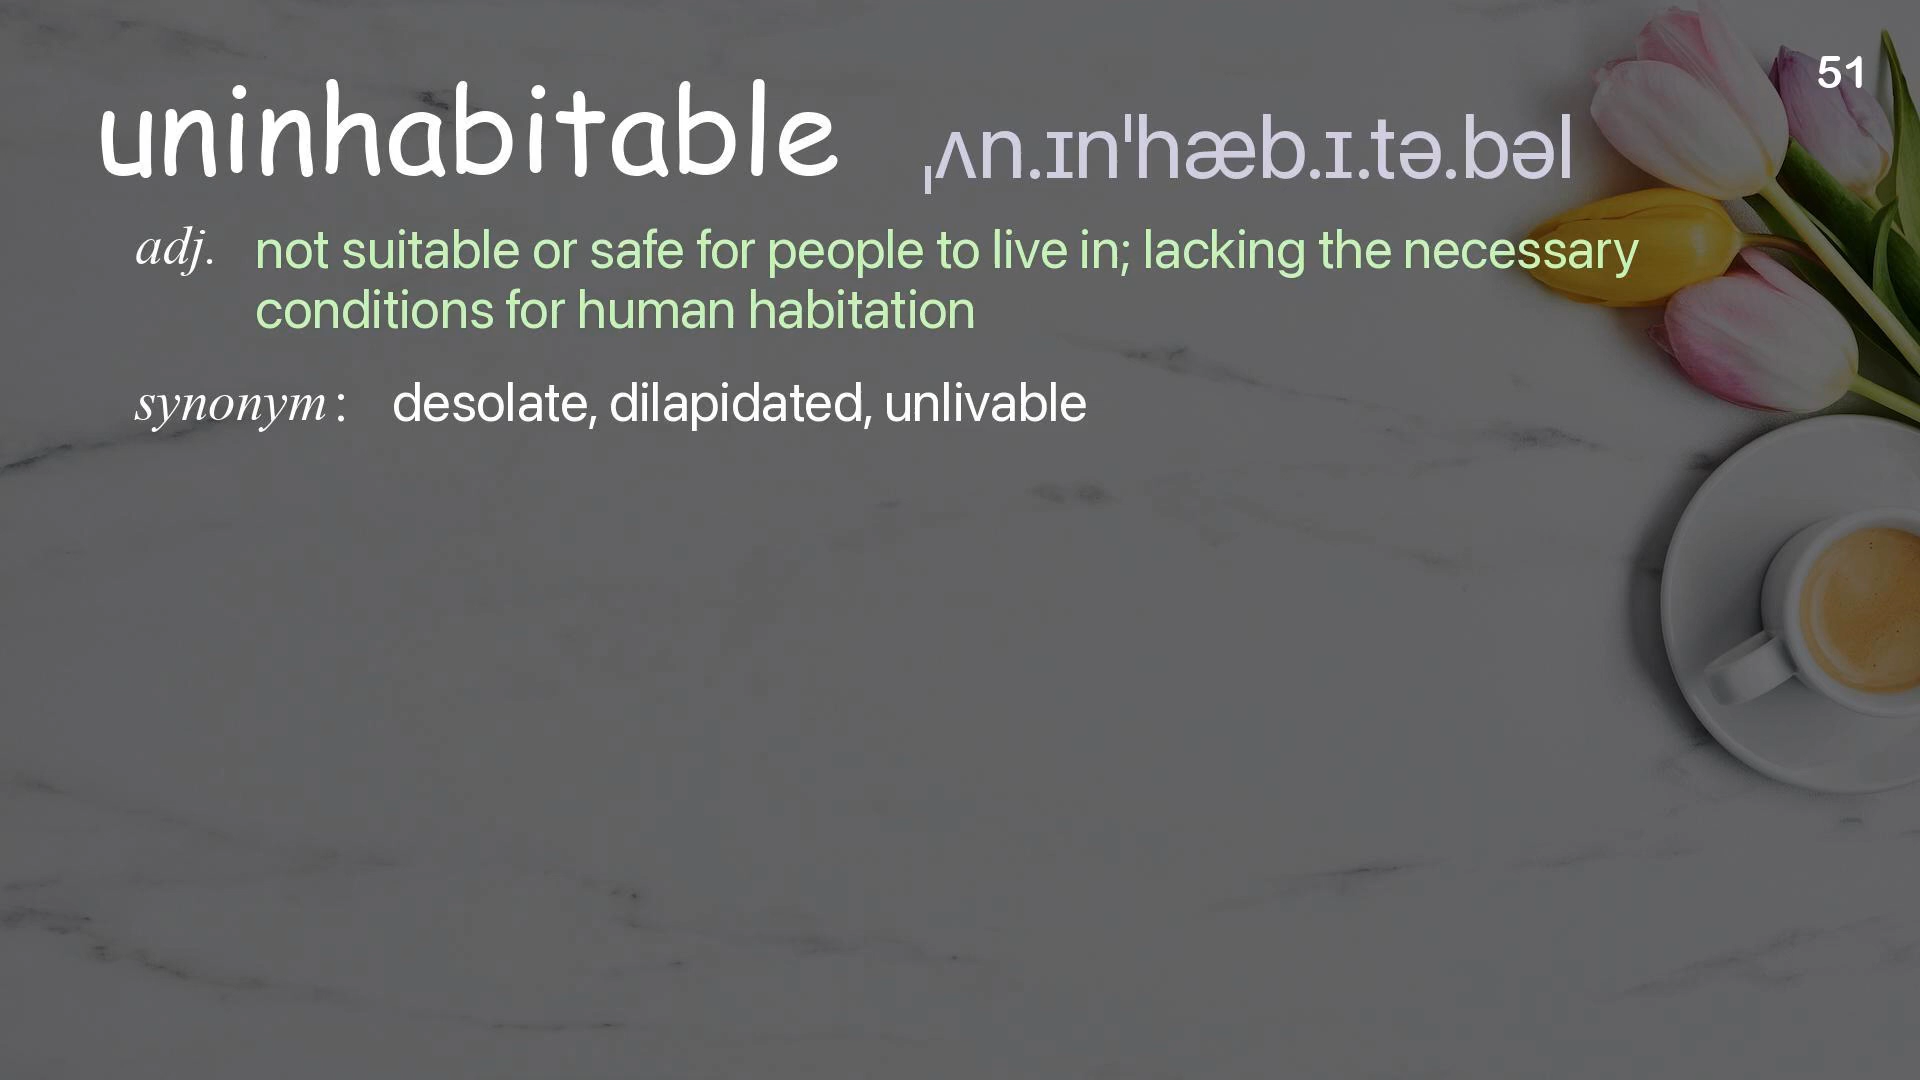 51
uninhabitable ˌʌn.ɪnˈhæb.ɪ.tə.bəl
adj. not suitable or safe for people to live in; lacking the necessary
conditions for human habitation
synonym: desolate, dilapidated, unlivable